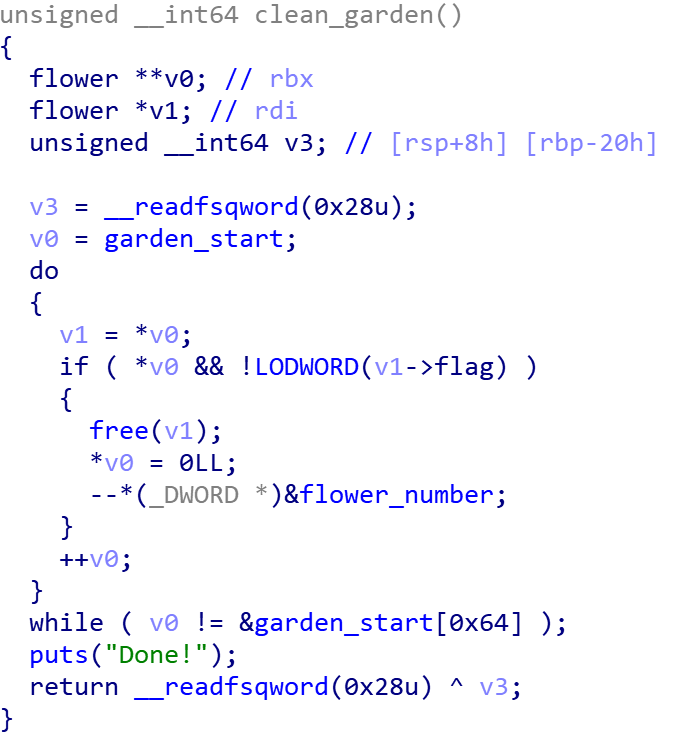 unsigned __int64 clean_garden()
{
  flower **v0; // rbx
  flower *v1; // rdi
  unsigned __int64 v3; // [rsp+8h] [rbp-20h]

  v3 = __readfsqword(0x28u);
  v0 = garden_start;
  do
  {
    v1 = *v0;
    if ( *v0 && !LODWORD(v1->flag) )
    {
      free(v1);
      *v0 = 0LL;
      --*(_DWORD *)&flower_number;
    }
    ++v0;
  }
  while ( v0 != &garden_start[0x64] );
  puts("Done!");
  return __readfsqword(0x28u) ^ v3;
}